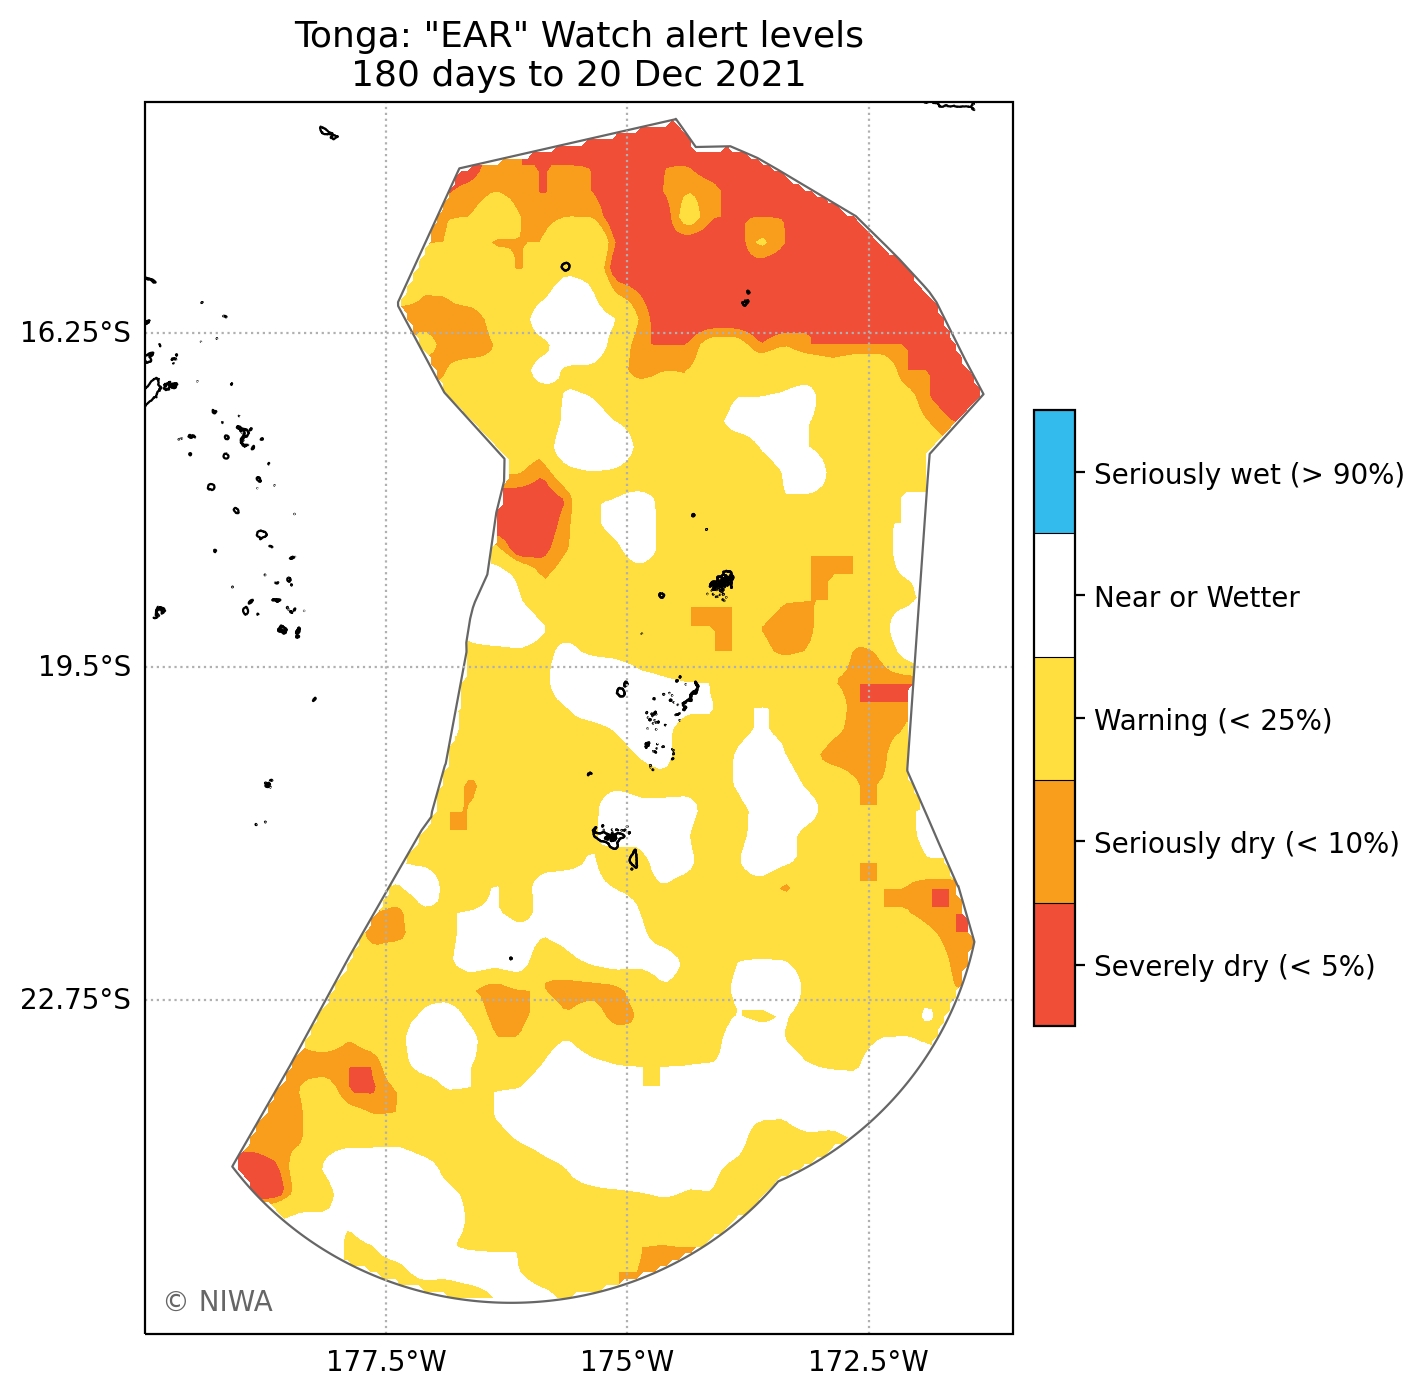 Tonga: "EAR" Watch alert levels
180 days to 20 Dec 2021
16.25°S
19.5°S
22.75°S
177.5°W
175°W
172.5°W
Seriously wet (> 90%)
Near or Wetter
Warning (< 25%)
Seriously dry (< 10%)
Severely dry (< 5%)
© NIWA